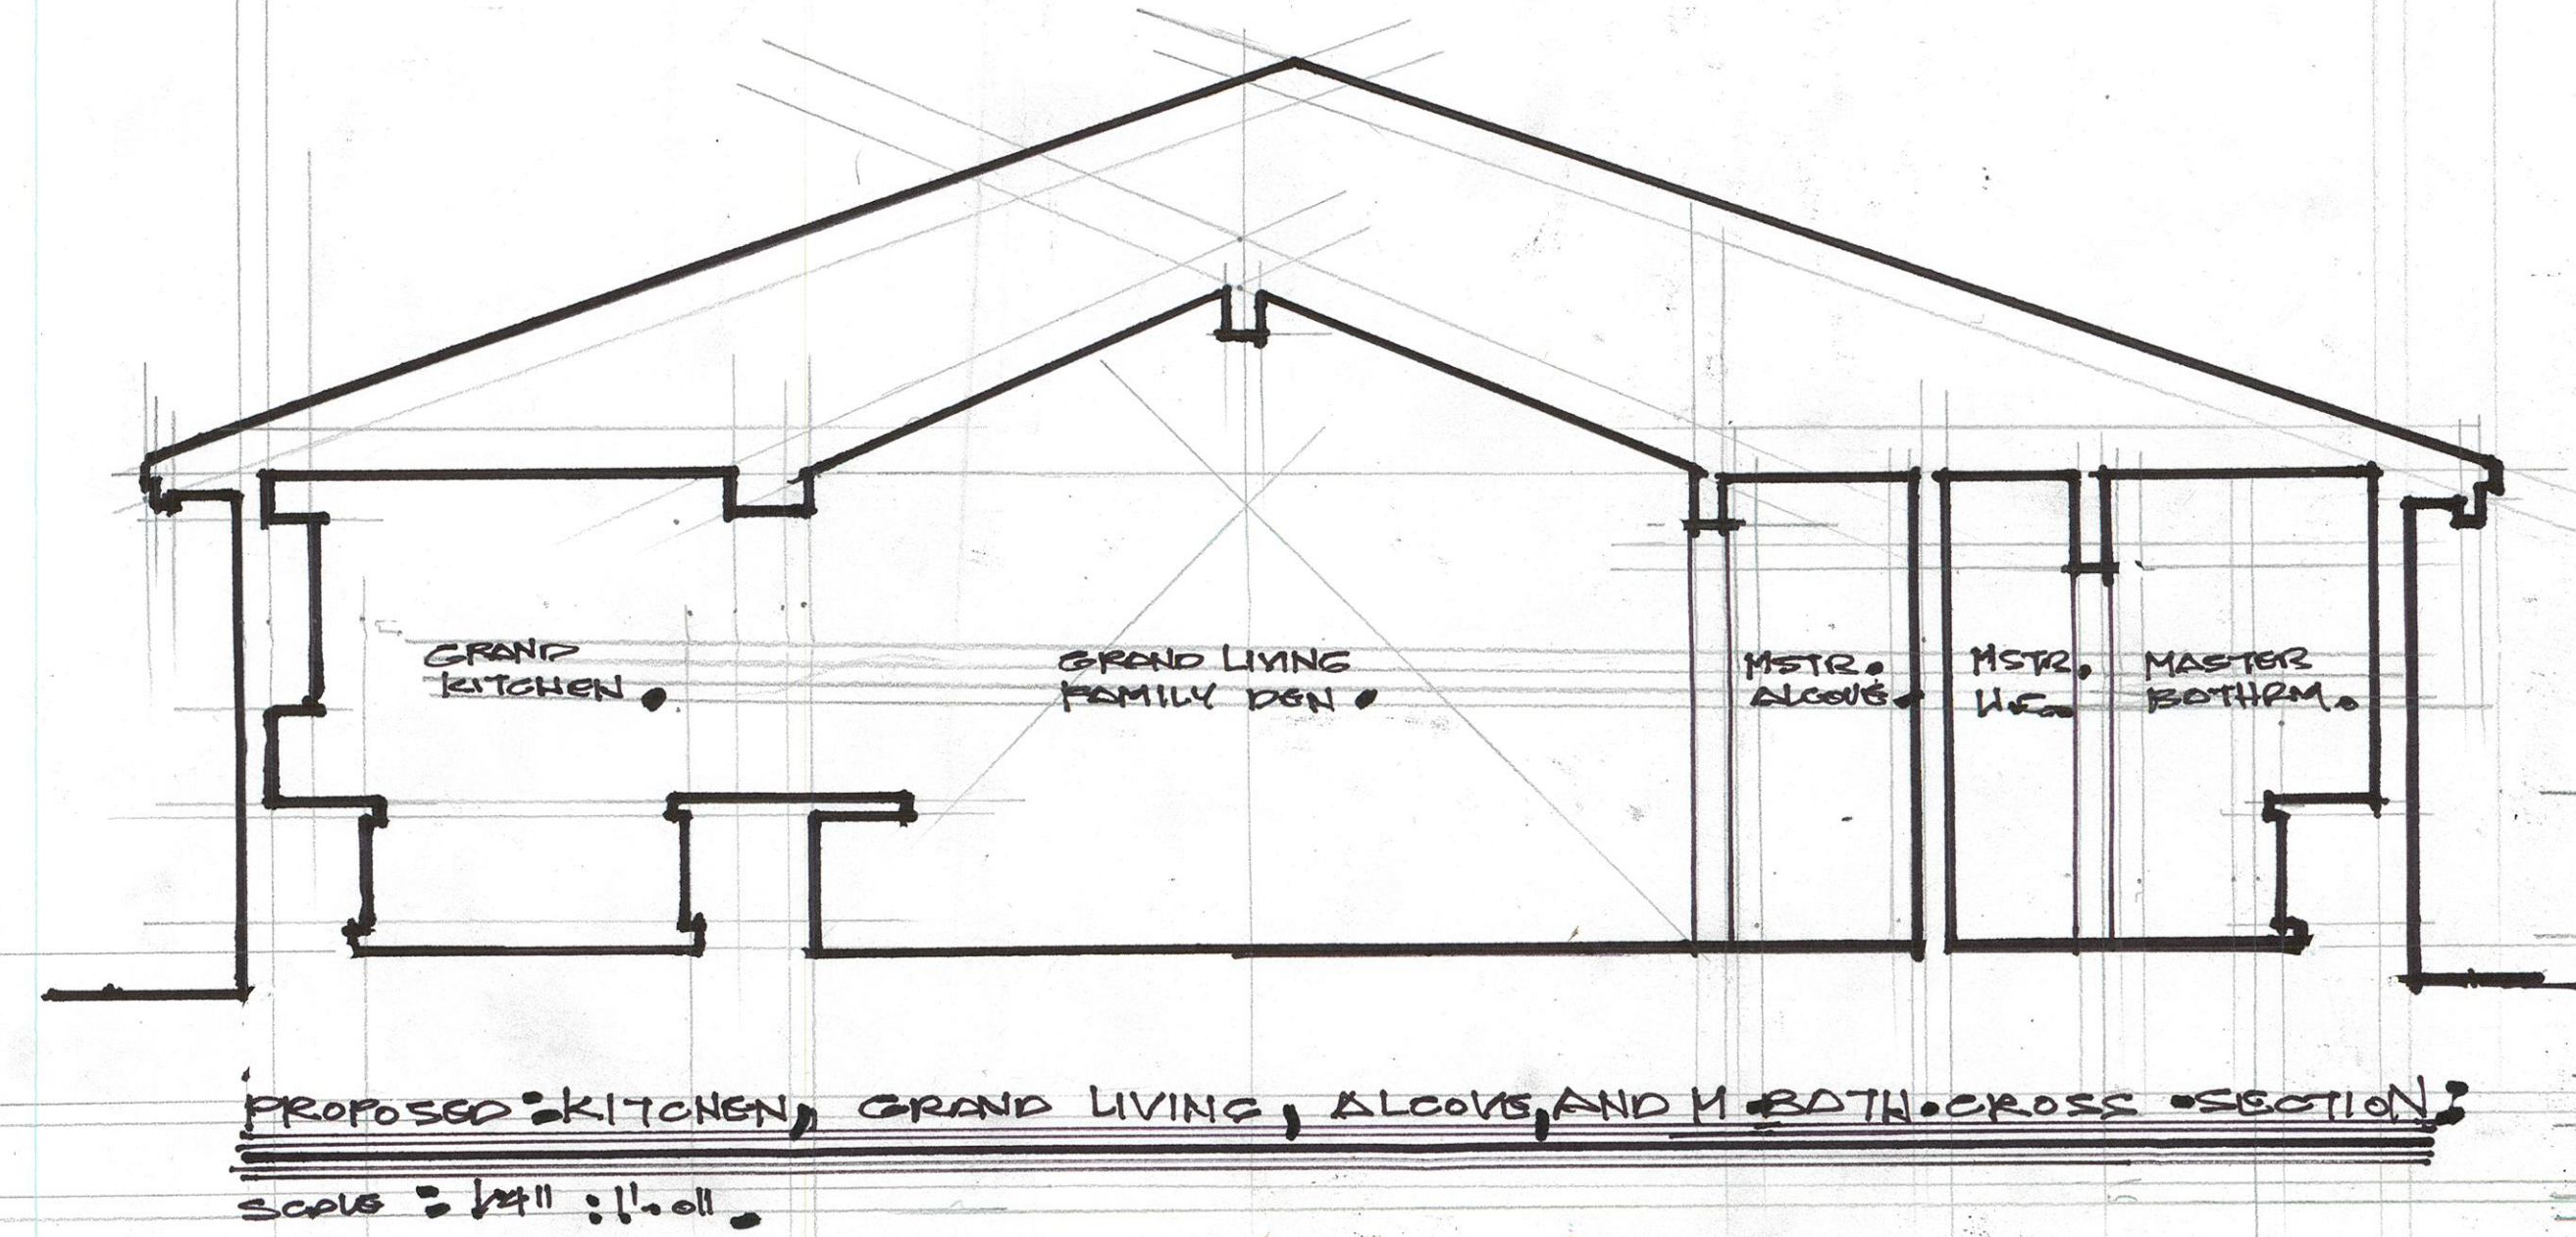 GRAND
KITCHEN.
GRAND LIVING
FAMILY DEN.
MSTR.
ALCOVE.
MSTR.
MASTER
BATHRM.
PROPOSED : KITCHEN, GRAND LIVING, ALCOVE, AND M. BATH. CROSS - SECTION :
SCALE : 1/4" : 1'-0".